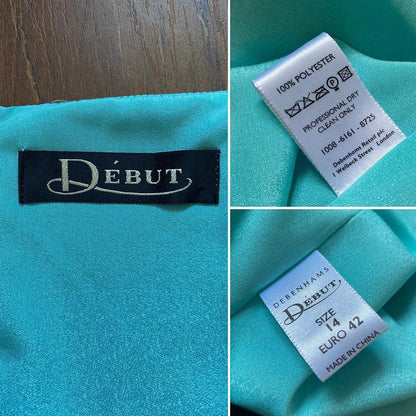 DÉBUT
100% POLYESTER
PROFESSIONAL DRY
CLEAN ONLY
1008 -6161 - 8725
Debenhams Retail plc
1 Welbeck Street London
DEBENHAMS
DÉBUT
SIZE
14
EURO 42
MADE IN CHINA